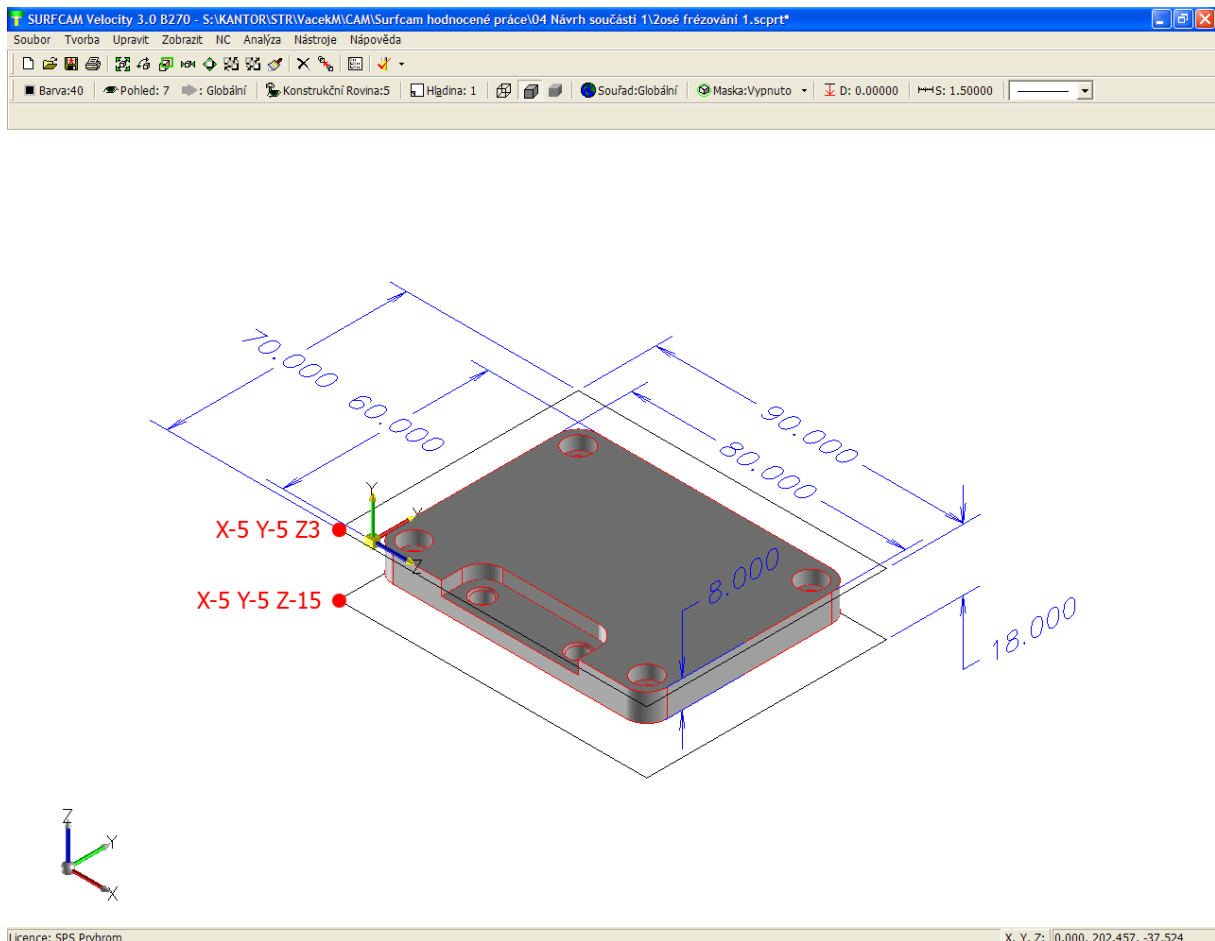 SURFCAM Velocity 3.0 B270 - S:\KANTOR\STR\VacekM\CAM\Surfcam hodnocené práce\04 Návrh součásti 1\2osé frézování 1.scprt*
Soubor Tvorba Upravit Zobrazit NC Analýza Nástroje Nápověda
Barva:40 Pohled: 7 : Globální Konstrukční Rovina:5 Hladina: 1 Souřad:Globální Maska:Vypnuto D: 0.00000 S: 1.50000
70.000
60.000
90.000
80.000
Y
X-5 Y-5 Z3
Y
Z
8.000
X-5 Y-5 Z-15
18.000
Z
Y
X
Licence: SPS Prybrom X, Y, Z: 0.000, 202.457, -37.524